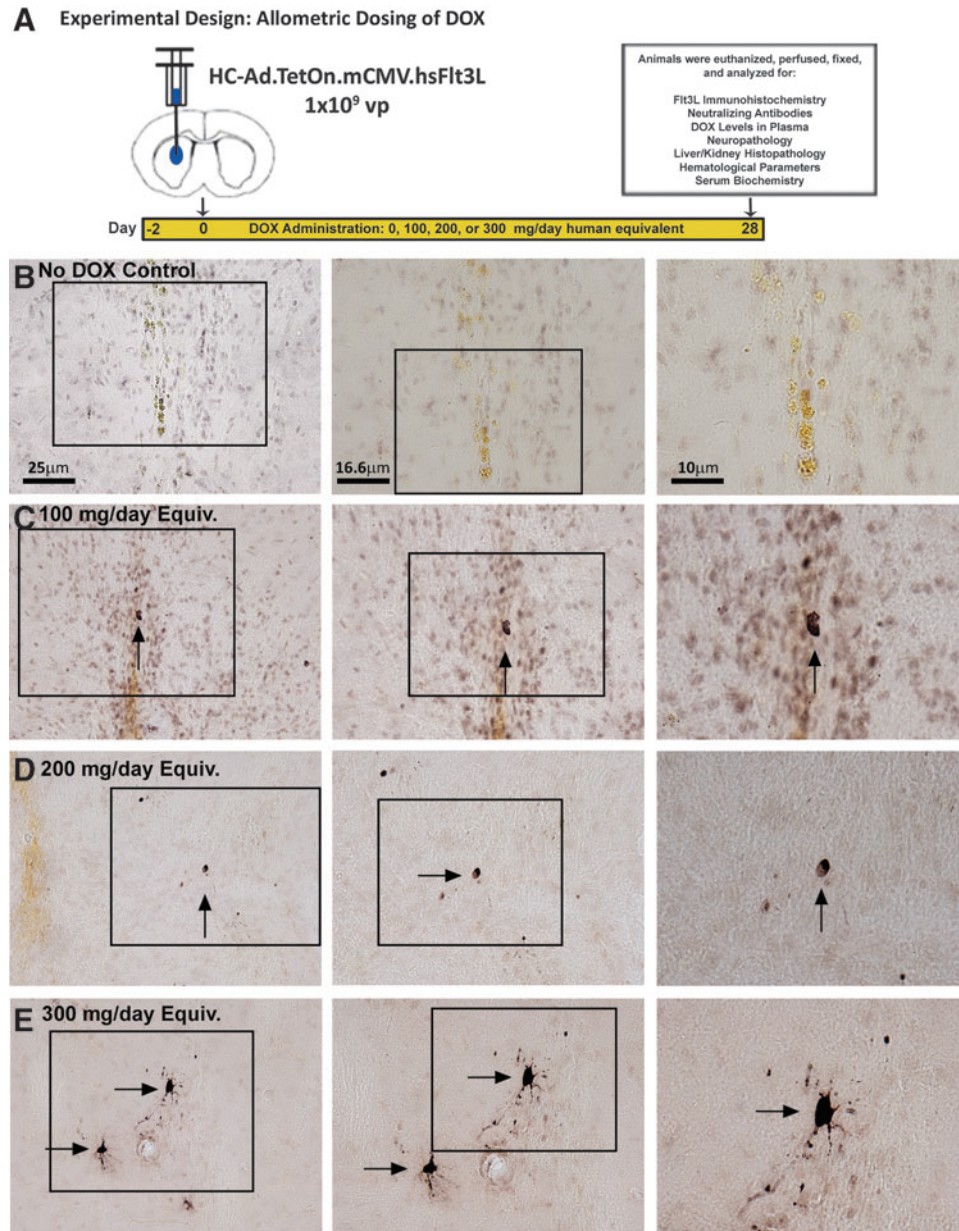 A Experimental Design: Allometric Dosing of DOX
HC-Ad.TetOn.mCMV.hsFlt3L
1x10⁹ vp
Animals were euthanized, perfused, fixed,
and analyzed for:
Flt3L Immunohistochemistry
Neutralizing Antibodies
DOX Levels in Plasma
Neuropathology
Liver/Kidney Histopathology
Hematological Parameters
Serum Biochemistry
Day -2 0 DOX Administration: 0, 100, 200, or 300 mg/day human equivalent 28
B No DOX Control
25µm 16.6µm 10µm
C 100 mg/day Equiv.
D 200 mg/day Equiv.
E 300 mg/day Equiv.